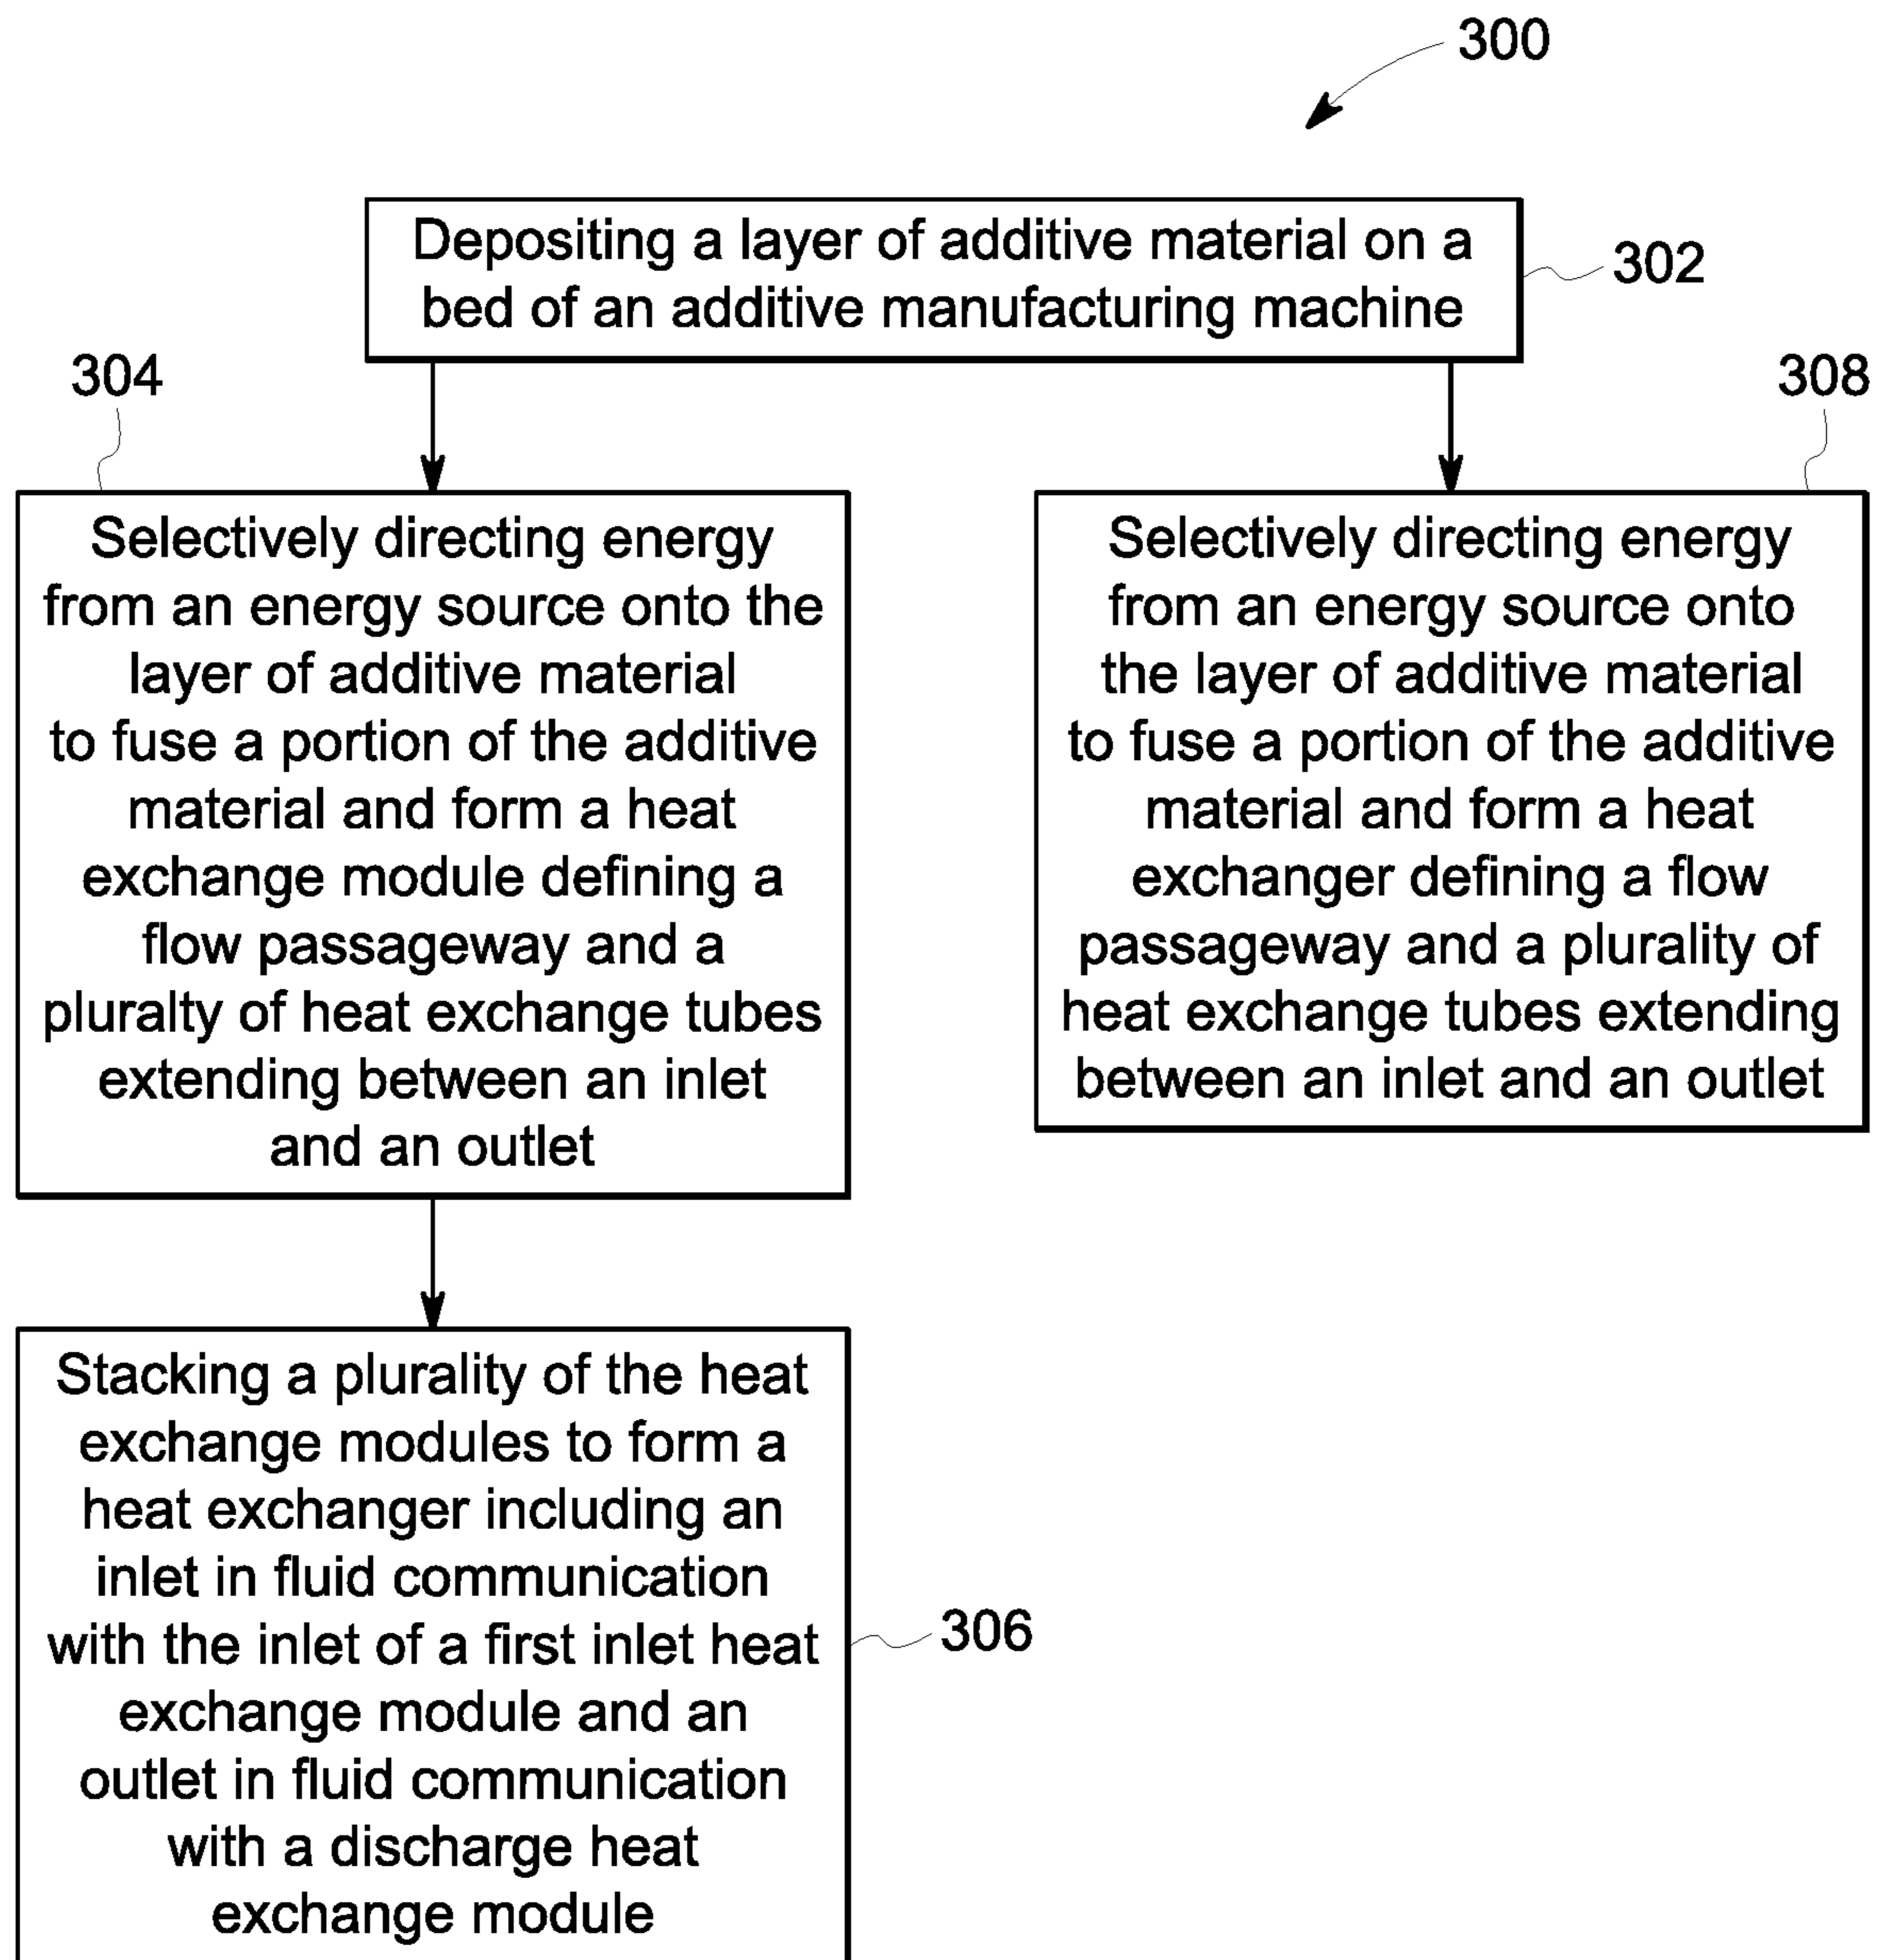 300
Depositing a layer of additive material on a
bed of an additive manufacturing machine
302
304
308
Selectively directing energy
from an energy source onto the
layer of additive material
to fuse a portion of the additive
material and form a heat
exchange module defining a
flow passageway and a
pluralty of heat exchange tubes
extending between an inlet
and an outlet
Selectively directing energy
from an energy source onto
the layer of additive material
to fuse a portion of the additive
material and form a heat
exchanger defining a flow
passageway and a plurality of
heat exchange tubes extending
between an inlet and an outlet
Stacking a plurality of the heat
exchange modules to form a
heat exchanger including an
inlet in fluid communication
with the inlet of a first inlet heat
exchange module and an
outlet in fluid communication
with a discharge heat
exchange module
306